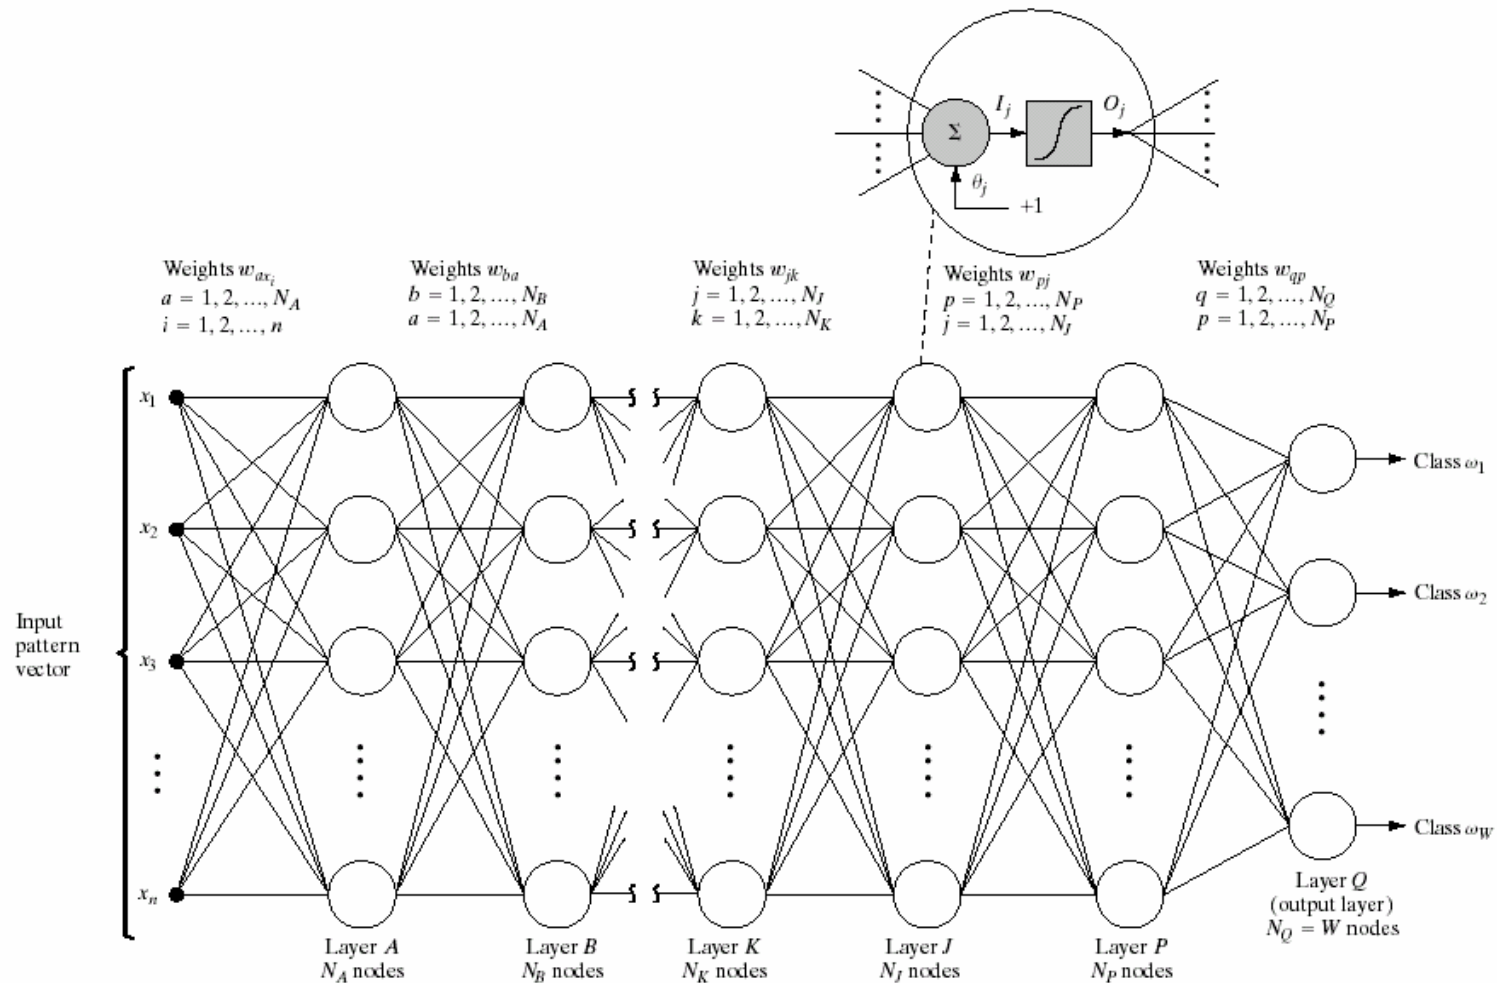 I_j
O_j
Σ
θ_j
+1
Weights w_{ax_i}
a = 1, 2, ..., N_A
i = 1, 2, ..., n
Weights w_{ba}
b = 1, 2, ..., N_B
a = 1, 2, ..., N_A
Weights w_{jk}
j = 1, 2, ..., N_J
k = 1, 2, ..., N_K
Weights w_{pj}
p = 1, 2, ..., N_P
j = 1, 2, ..., N_J
Weights w_{qp}
q = 1, 2, ..., N_Q
p = 1, 2, ..., N_P
Input
pattern
vector
x_1
x_2
x_3
x_n
Class ω_1
Class ω_2
Class ω_W
Layer A
N_A nodes
Layer B
N_B nodes
Layer K
N_K nodes
Layer J
N_J nodes
Layer P
N_P nodes
Layer Q
(output layer)
N_Q = W nodes